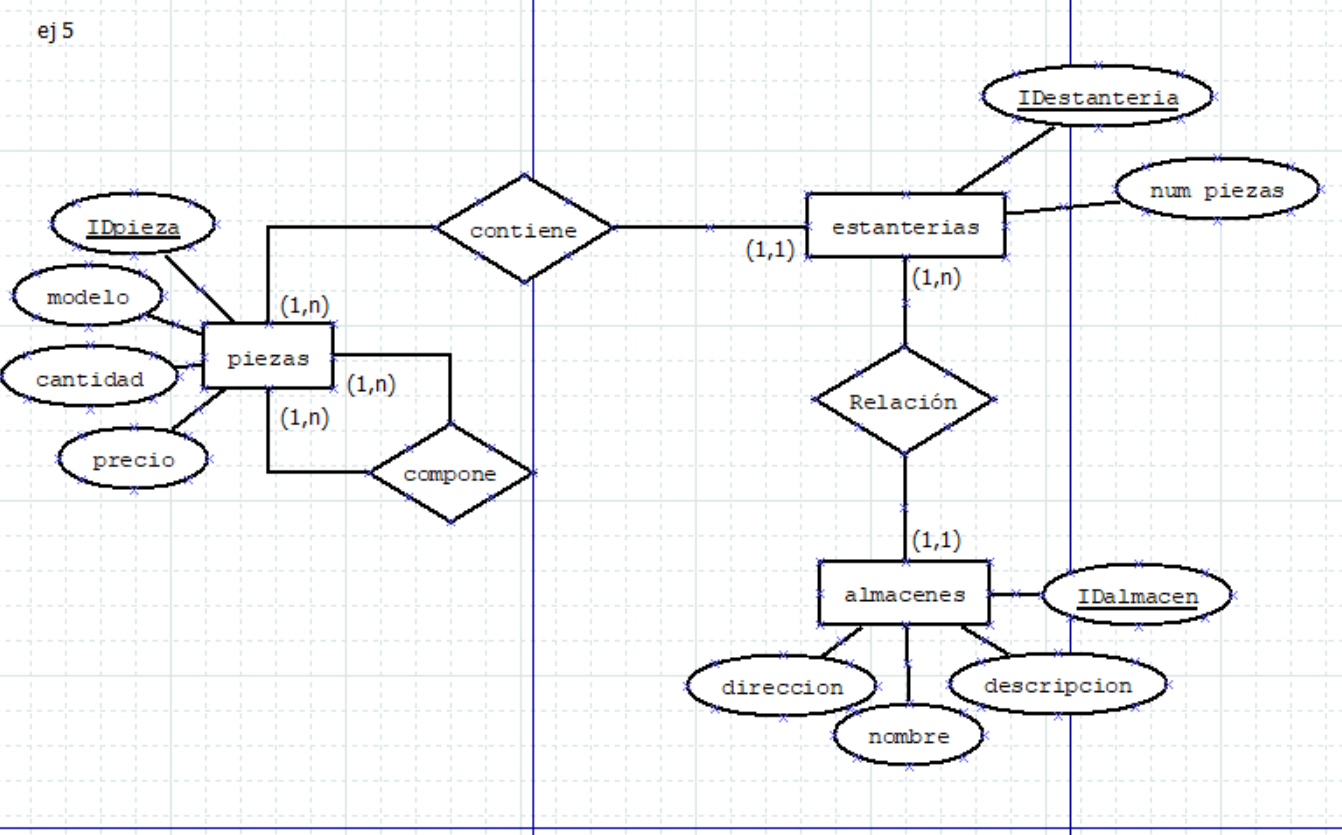 ej 5
IDestanteria
num piezas
IDpieza
contiene
estanterias
(1,1)
(1,n)
modelo
(1,n)
piezas
cantidad
(1,n)
(1,n)
Relación
precio
compone
(1,1)
almacenes
IDalmacen
direccion
descripcion
nombre